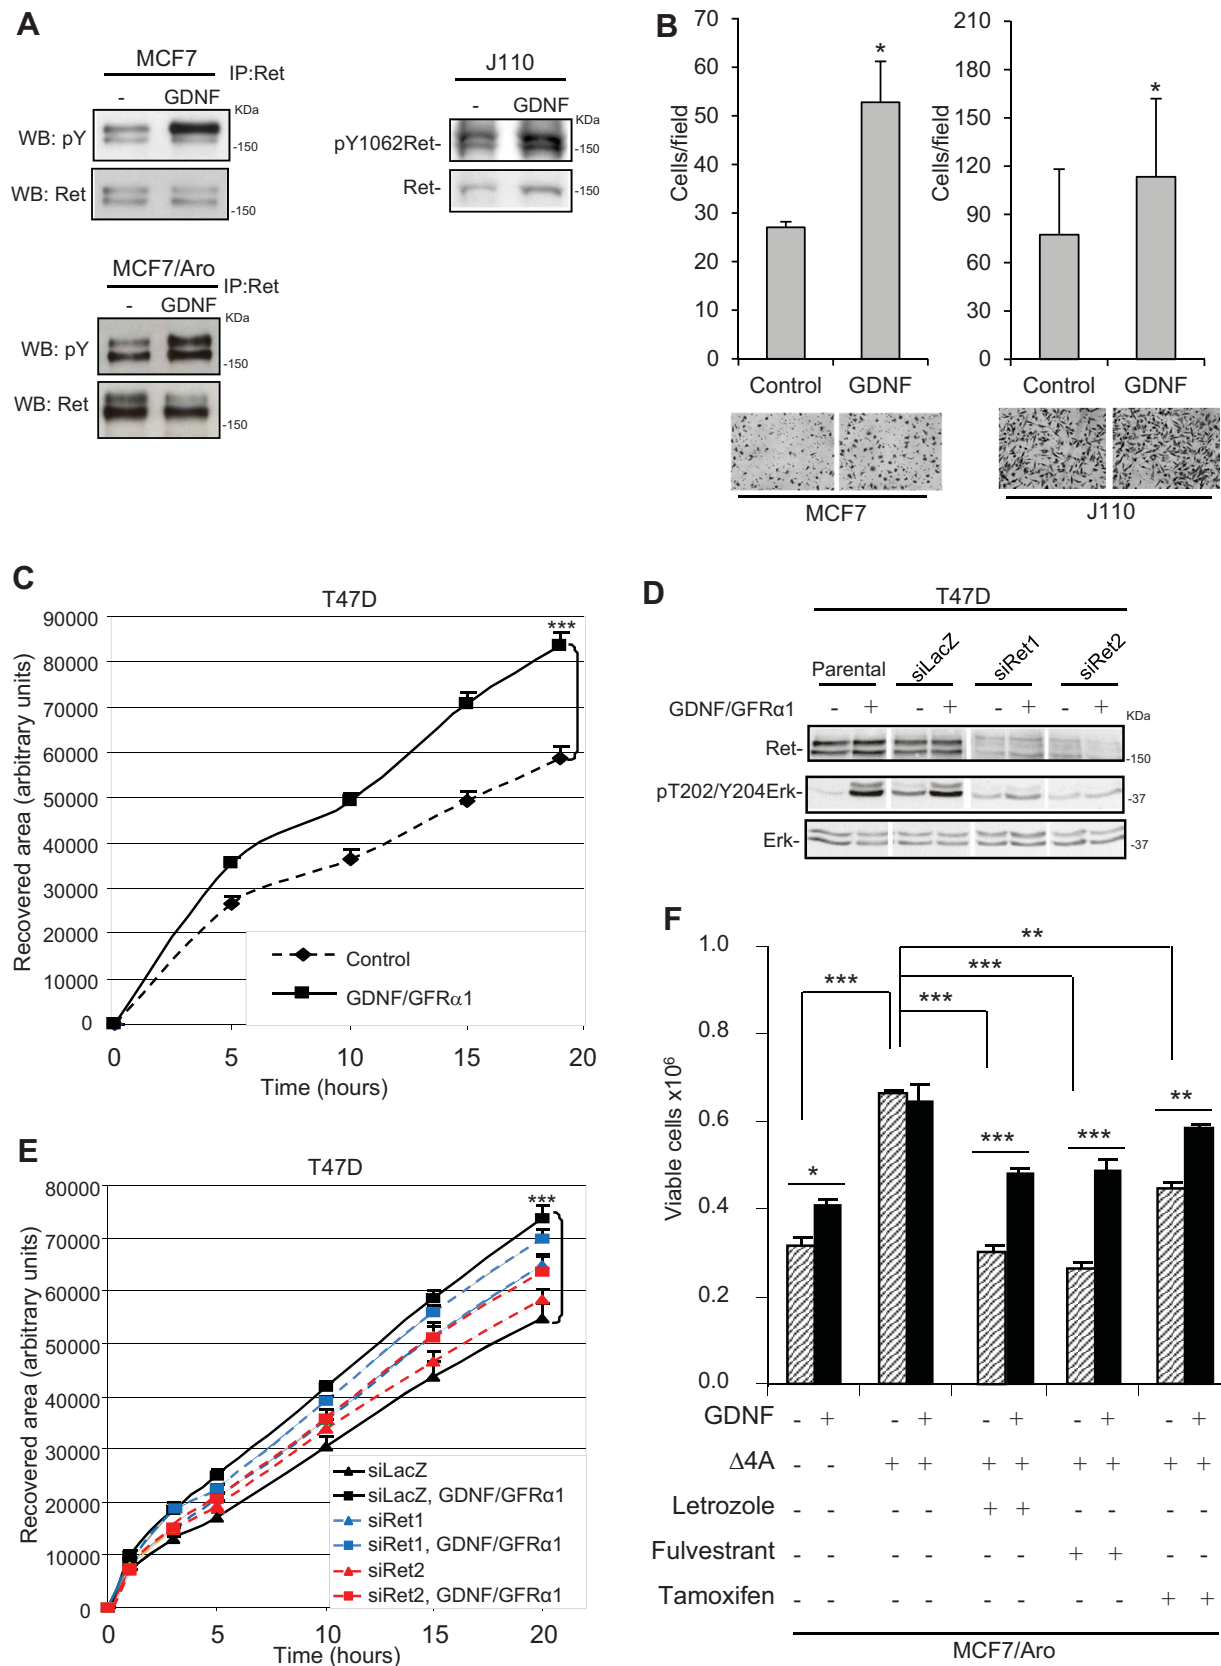 A
MCF7
IP:Ret
- GDNF
KDa
WB: pY
-150
WB: Ret
-150
J110
- GDNF
KDa
pY1062Ret-
-150
Ret-
-150
MCF7/Aro
IP:Ret
- GDNF
KDa
WB: pY
-150
WB: Ret
-150
B
Cells/field
70
60
50
40
30
20
10
0
*
Control GDNF
MCF7
Cells/field
210
180
150
120
90
60
30
0
*
Control GDNF
J110
C
T47D
Recovered area (arbitrary units)
90000
80000
70000
60000
50000
40000
30000
20000
10000
0
***
Control
GDNF/GFRα1
0 5 10 15 20
Time (hours)
D
T47D
Parental siLacZ siRet1 siRet2
GDNF/GFRα1 - + - + - + - +
KDa
Ret-
-150
pT202/Y204Erk-
-37
Erk-
-37
E
T47D
Recovered area (arbitrary units)
80000
70000
60000
50000
40000
30000
20000
10000
0
***
siLacZ
siLacZ, GDNF/GFRα1
siRet1
siRet1, GDNF/GFRα1
siRet2
siRet2, GDNF/GFRα1
0 5 10 15 20
Time (hours)
F
Viable cells x10⁶
1.0
0.8
0.6
0.4
0.2
0.0
**
***
***
***
*
***
***
**
GDNF - + - + - + - + - +
Δ4A - - + + + + + + + +
Letrozole - - - - + + - - - -
Fulvestrant - - - - - - + + - -
Tamoxifen - - - - - - - - + +
MCF7/Aro